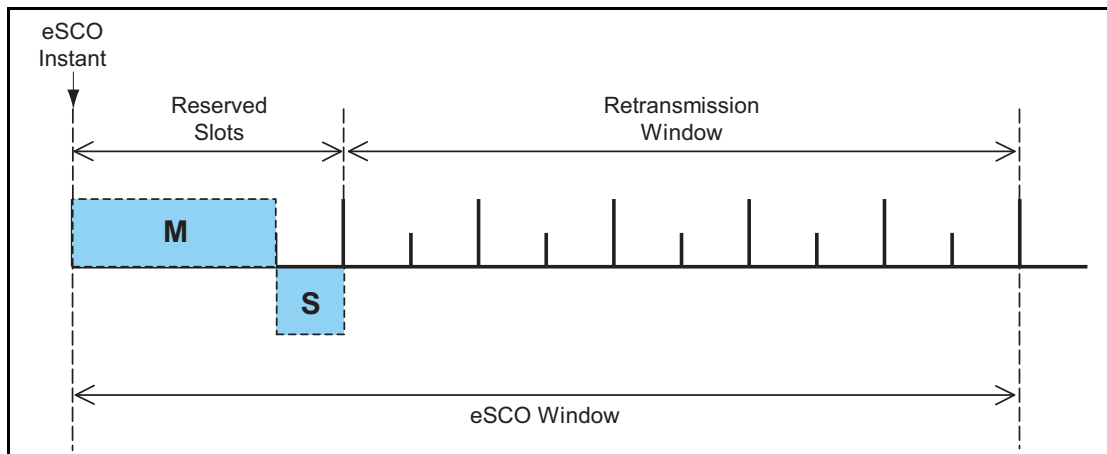 eSCO
Instant
Reserved
Slots
Retransmission
Window
M
S
eSCO Window